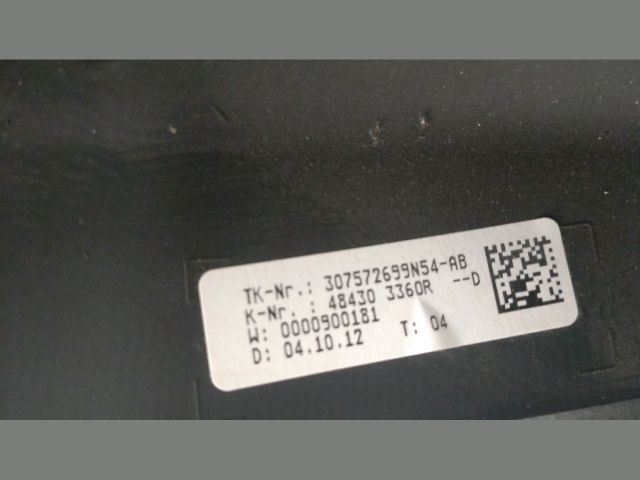 TK-Nr.: 307572699N54-AB
K-Nr.: 48430 3360R --D
W: 0000900181
D: 04.10.12 T: 04